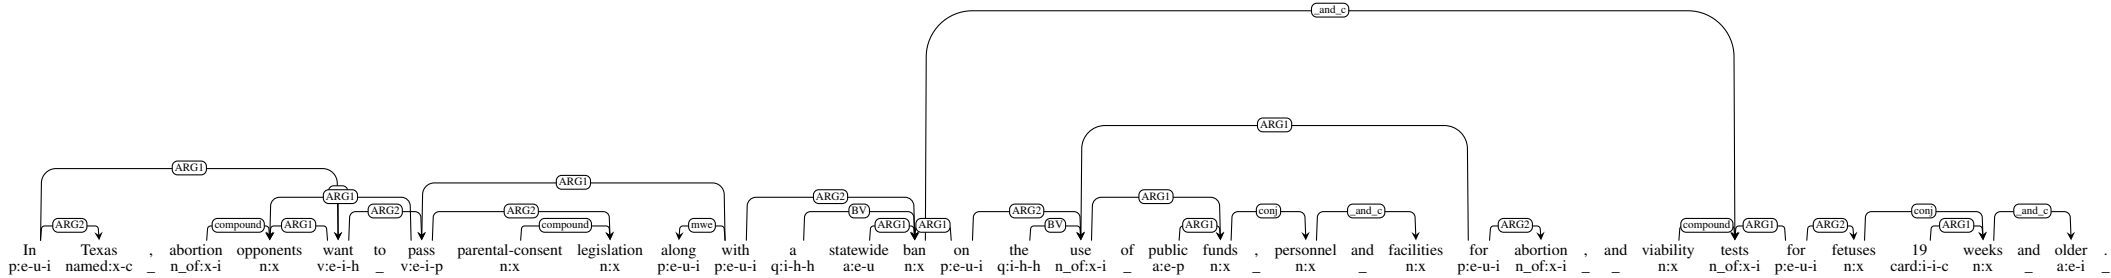 _and_c
ARG1
ARG1 ARG1
ARG1 ARG2 ARG1
ARG2 BV ARG2 ARG2 _and_c
ARG2 compound ARG1 compound mwe ARG1 ARG1 BV ARG1 conj _and_c ARG2 compound ARG1 ARG2 conj ARG1
In Texas , abortion opponents want to pass parental-consent legislation along with a statewide ban on the use of public funds , personnel and facilities for abortion , and viability tests for fetuses 19 weeks and older .
p:e-u-i named:x-c _ n_of:x-i n:x v:e-i-h _ v:e-i-p n:x n:x p:e-u-i p:e-u-i q:i-h-h a:e-u n:x p:e-u-i q:i-h-h n_of:x-i _ a:e-p n:x _ n:x _ n:x p:e-u-i n_of:x-i _ _ n:x n_of:x-i p:e-u-i n:x card:i-i-c n:x _ a:e-i _